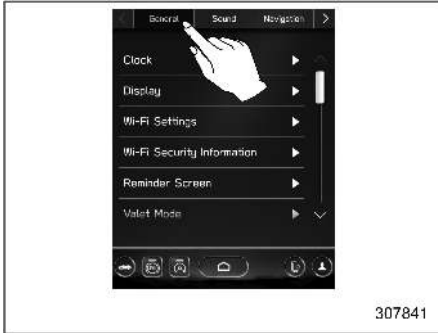 General Sound Navigation
Clock
Display
Wi-Fi Settings
Wi-Fi Security Information
Reminder Screen
Valet Mode
307841